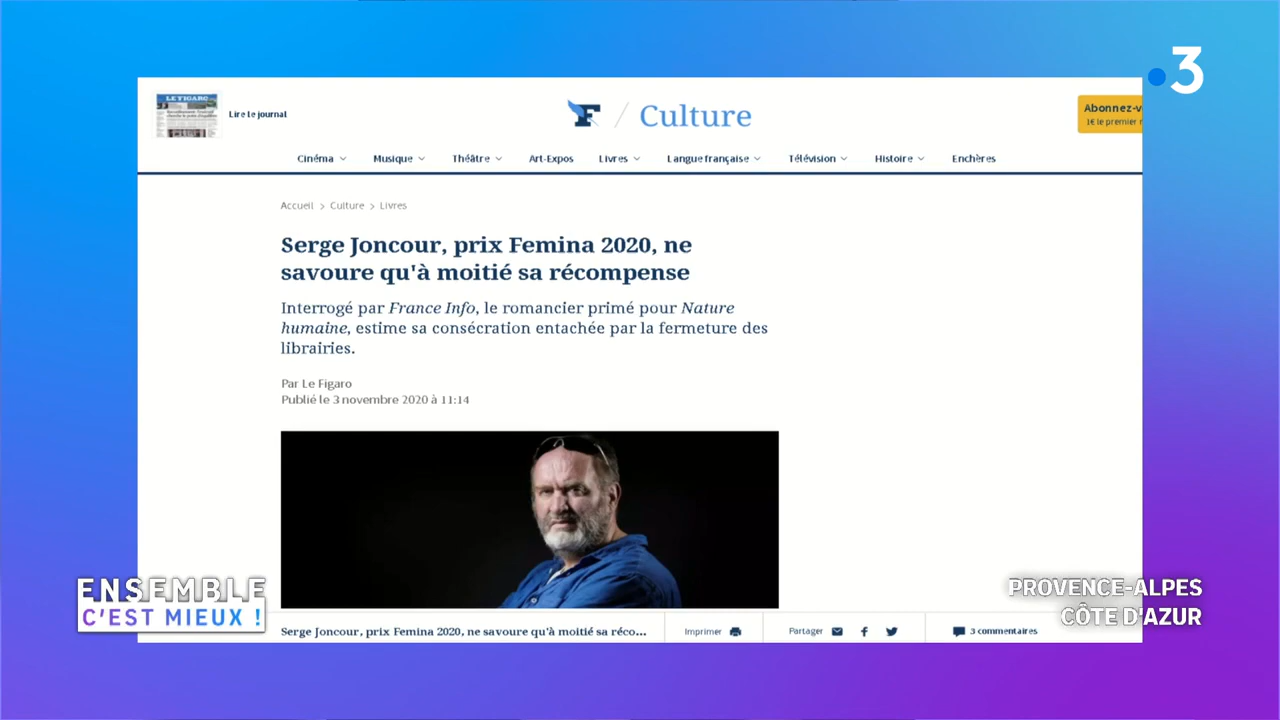 3
LE FIGARO
Lire le journal
F / Culture
Abonnez-v
1€ le premier
Cinéma Musique Théâtre Art-Expos Livres Langue française Télévision Histoire Enchères
Accueil > Culture > Livres
Serge Joncour, prix Femina 2020, ne
savoure qu'à moitié sa récompense
Interrogé par France Info, le romancier primé pour Nature
humaine, estime sa consécration entachée par la fermeture des
librairies.
Par Le Figaro
Publié le 3 novembre 2020 à 11:14
ENSEMBLE
C'EST MIEUX !
PROVENCE-ALPES
CÔTE D'AZUR
Serge Joncour, prix Femina 2020, ne savoure qu'à moitié sa réco... Imprimer Partager 3 commentaires